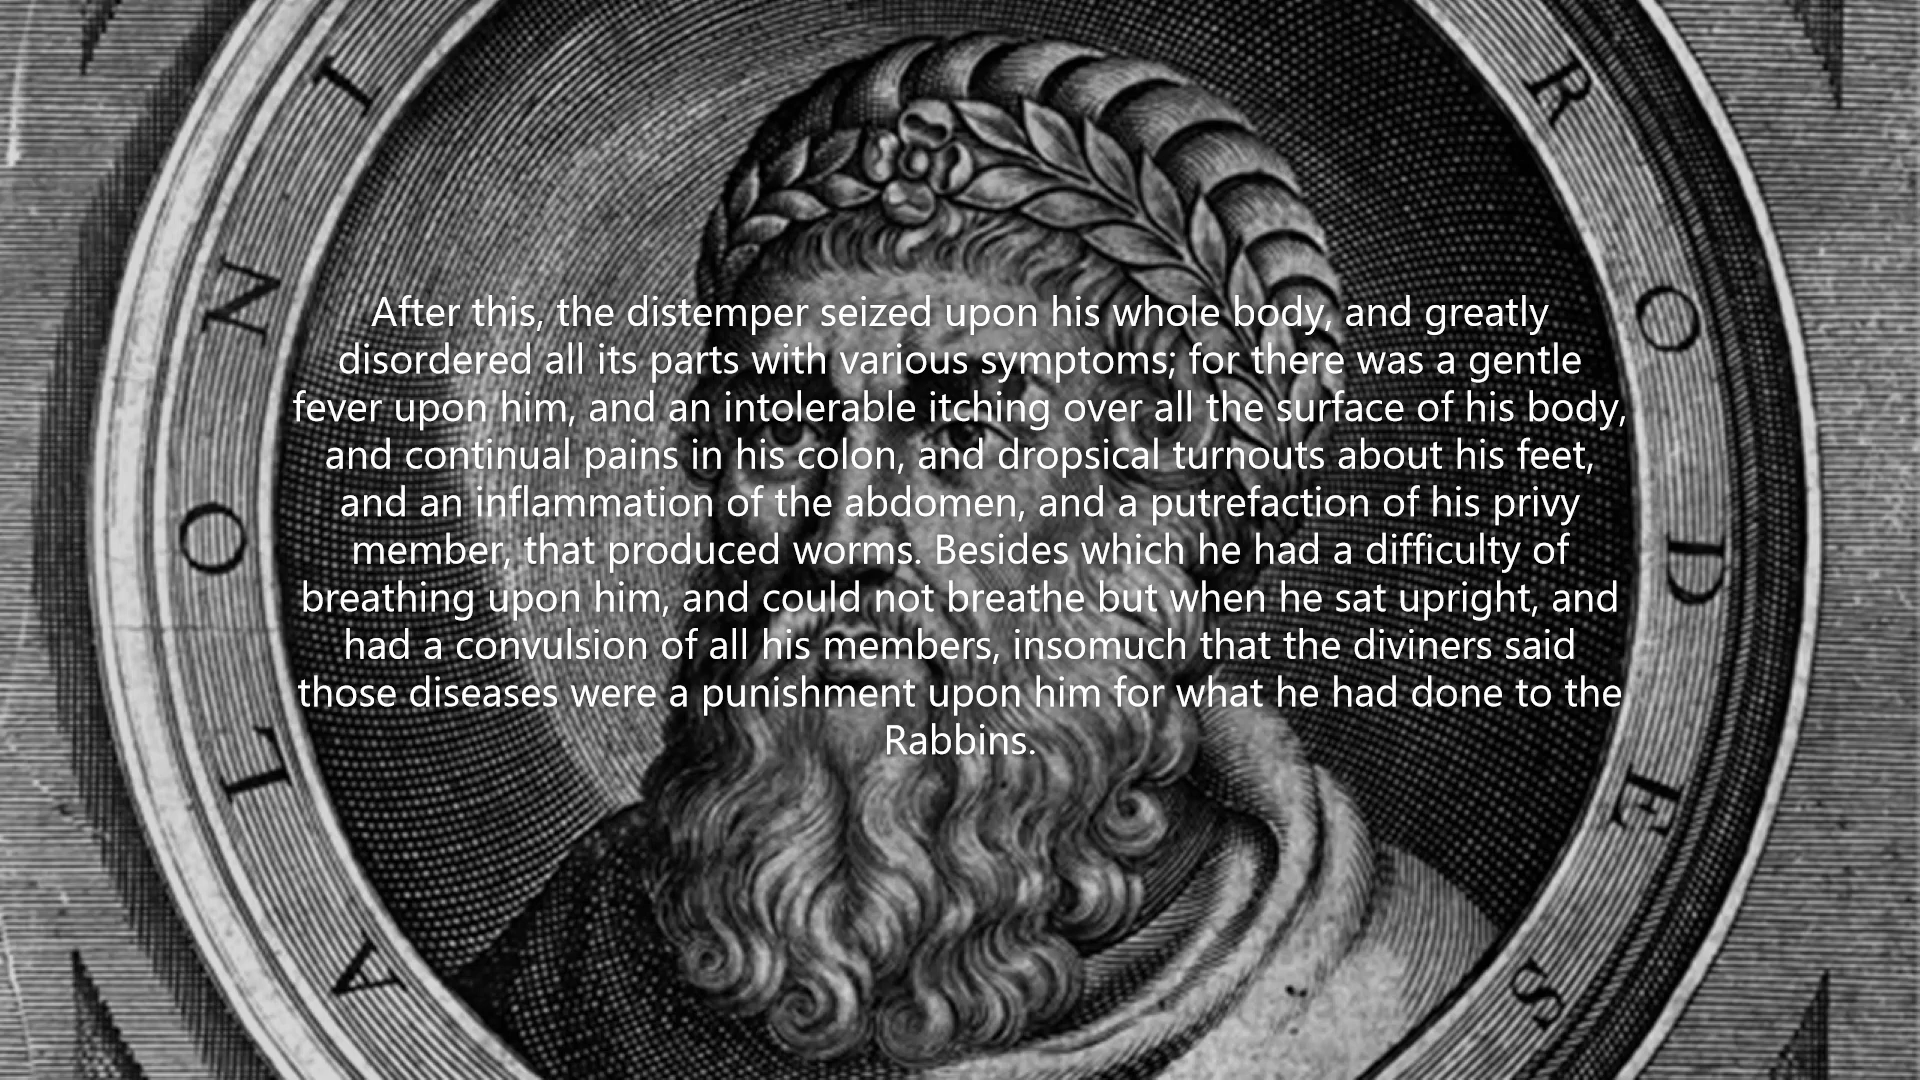 After this, the distemper seized upon his whole body, and greatly
disordered all its parts with various symptoms; for there was a gentle
fever upon him, and an intolerable itching over all the surface of his body,
and continual pains in his colon, and dropsical turnouts about his feet,
and an inflammation of the abdomen, and a putrefaction of his privy
member, that produced worms. Besides which he had a difficulty of
breathing upon him, and could not breathe but when he sat upright, and
had a convulsion of all his members, insomuch that the diviners said
those diseases were a punishment upon him for what he had done to the
Rabbins.
ALLONI
RODES